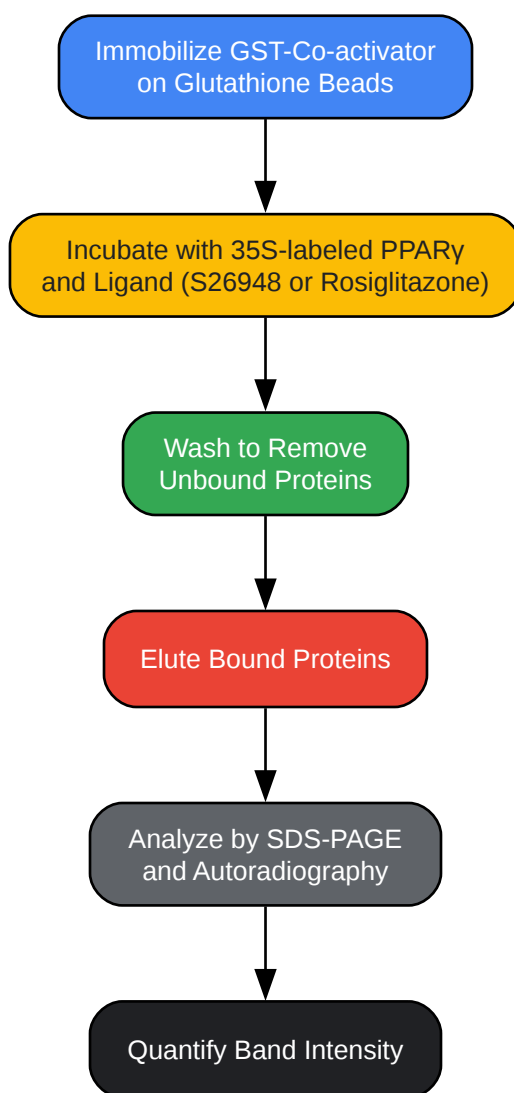 Immobilize GST-Co-activator
on Glutathione Beads
Incubate with 35S-labeled PPARγ
and Ligand (S26948 or Rosiglitazone)
Wash to Remove
Unbound Proteins
Elute Bound Proteins
Analyze by SDS-PAGE
and Autoradiography
Quantify Band Intensity